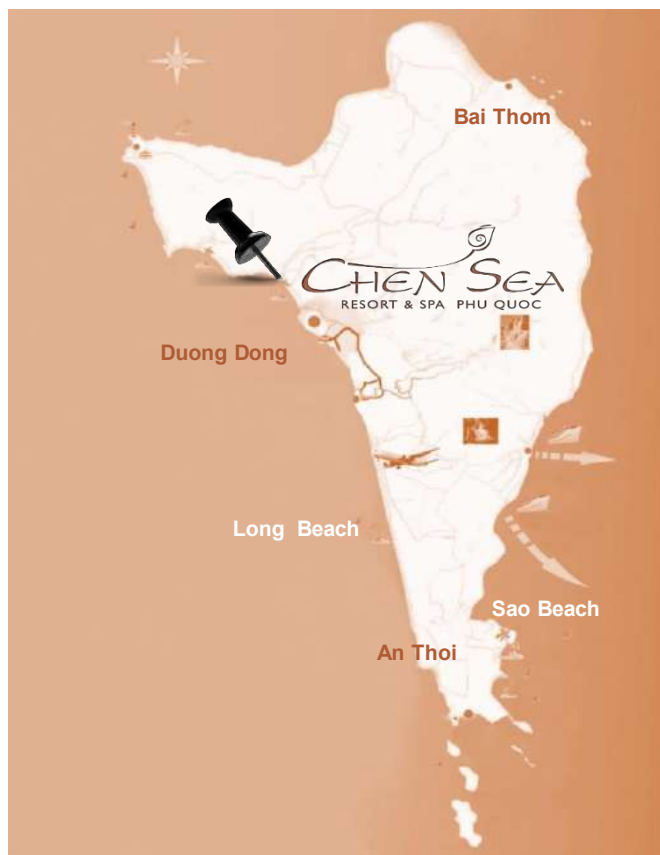 Bai Thom
CHEN SEA
RESORT & SPA PHU QUOC
Duong Dong
Long Beach
Sao Beach
An Thoi